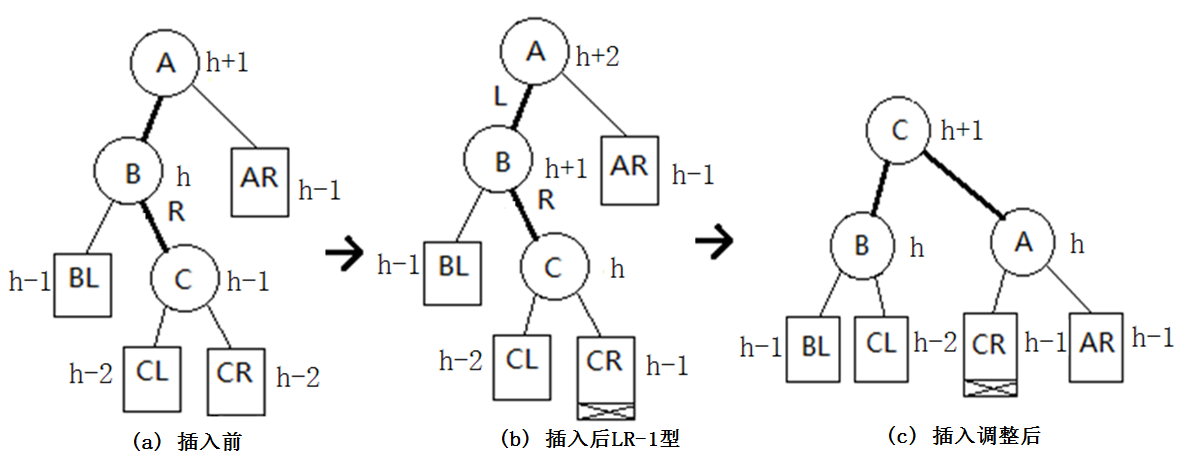 A h+1
B h
AR h-1
R
h-1 BL
C h-1
h-2 CL
CR h-2
(a) 插入前
A h+2
L
B h+1
AR h-1
R
h-1 BL
C h
h-2 CL
CR h-1
(b) 插入后LR-1型
C h+1
B h
A h
h-1 BL
CL h-2
CR h-1
AR h-1
(c) 插入调整后